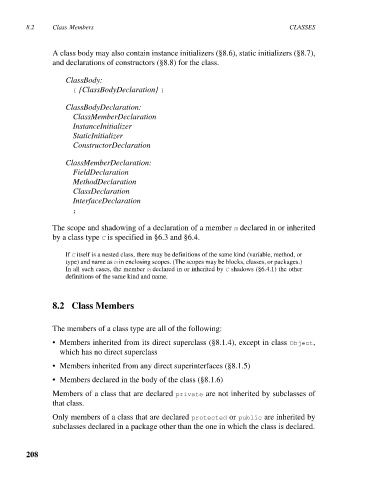 8.2 Class Members CLASSES
A class body may also contain instance initializers (§8.6), static initializers (§8.7),
and declarations of constructors (§8.8) for the class.
ClassBody:
{ {ClassBodyDeclaration} }
ClassBodyDeclaration:
ClassMemberDeclaration
InstanceInitializer
StaticInitializer
ConstructorDeclaration
ClassMemberDeclaration:
FieldDeclaration
MethodDeclaration
ClassDeclaration
InterfaceDeclaration
;
The scope and shadowing of a declaration of a member m declared in or inherited
by a class type C is specified in §6.3 and §6.4.
If C itself is a nested class, there may be definitions of the same kind (variable, method, or
type) and name as m in enclosing scopes. (The scopes may be blocks, classes, or packages.)
In all such cases, the member m declared in or inherited by C shadows (§6.4.1) the other
definitions of the same kind and name.
8.2 Class Members
The members of a class type are all of the following:
• Members inherited from its direct superclass (§8.1.4), except in class Object,
which has no direct superclass
• Members inherited from any direct superinterfaces (§8.1.5)
• Members declared in the body of the class (§8.1.6)
Members of a class that are declared private are not inherited by subclasses of
that class.
Only members of a class that are declared protected or public are inherited by
subclasses declared in a package other than the one in which the class is declared.
208